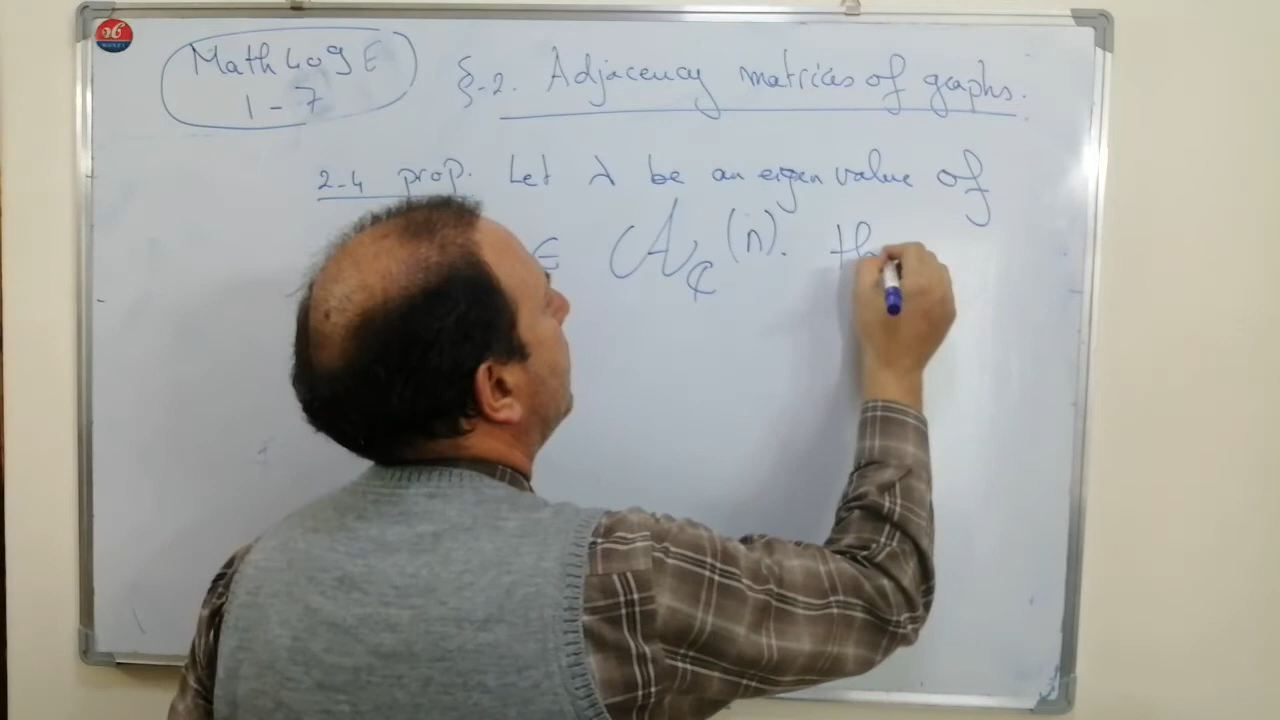 Math 409 E
1-7
§-2. Adjacency matrices of graphs.
2-4 prop. Let λ be an eigen value of
∈ 𝒜ℂ(n). th